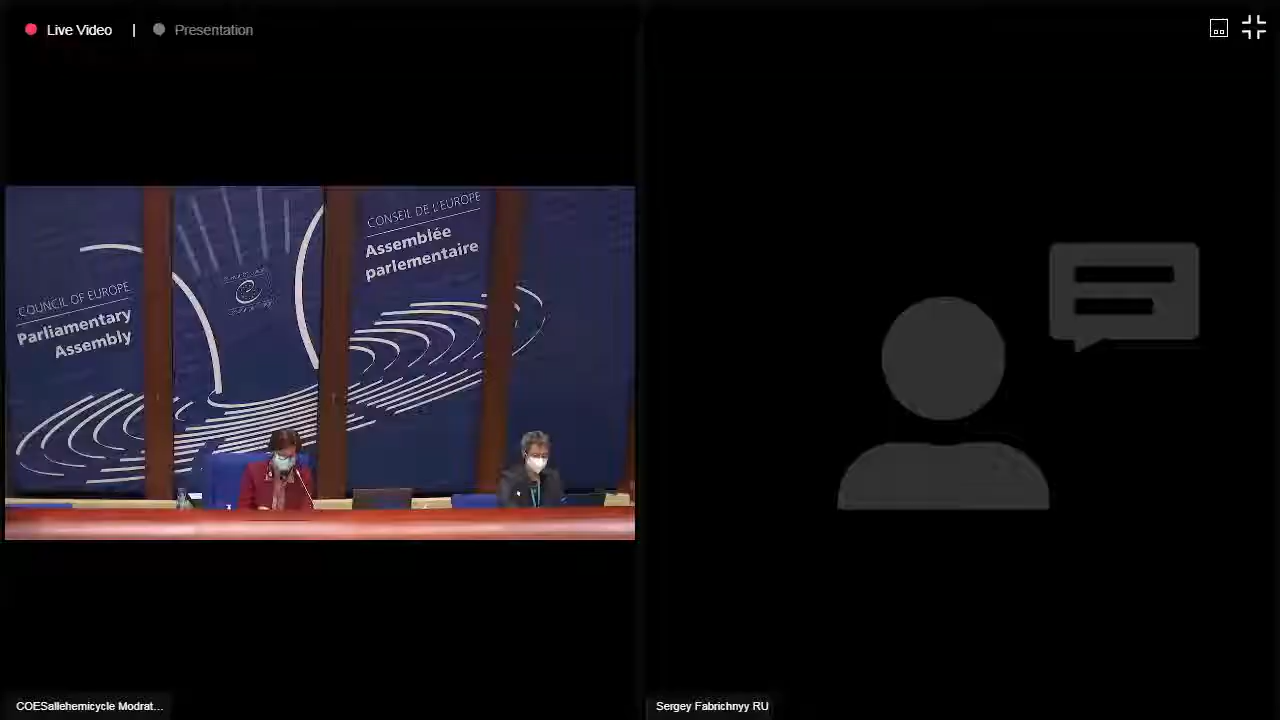 Live Video | Presentation
COUNCIL OF EUROPE
Parliamentary
Assembly
CONSEIL DE L'EUROPE
Assemblée
parlementaire
COESallehemicycle Modrat...
Sergey Fabrichnyy RU